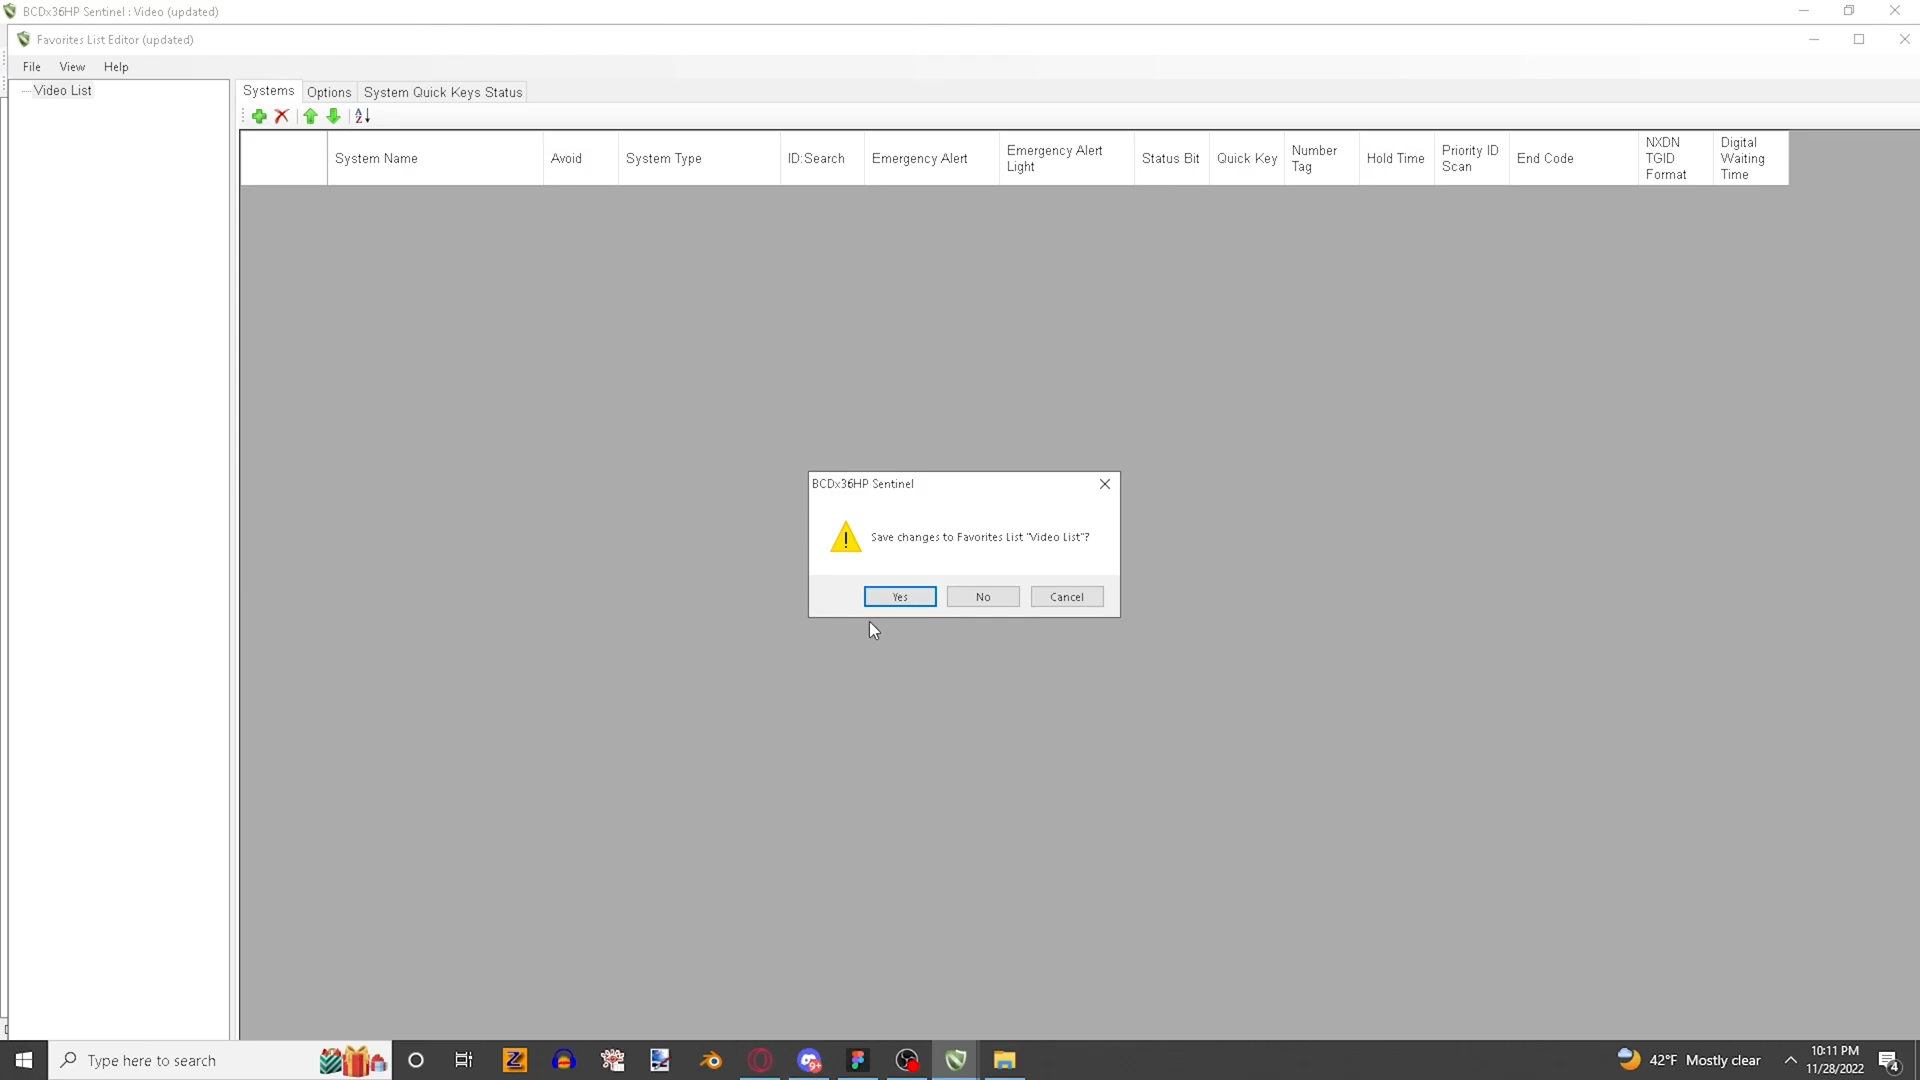 BCDx36HP Sentinel : Video (updated)
Favorites List Editor (updated)
File View Help
Video List
Systems Options System Quick Keys Status
System Name
Avoid
System Type
ID:Search
Emergency Alert
Emergency Alert
Light
Status Bit
Quick Key
Number
Tag
Hold Time
Priority ID
Scan
End Code
NXDN
TGID
Format
Digital
Waiting
Time
BCDx36HP Sentinel
Save changes to Favorites List "Video List"?
Yes No Cancel
Type here to search
9+
42°F Mostly clear
10:11 PM
11/28/2022
4